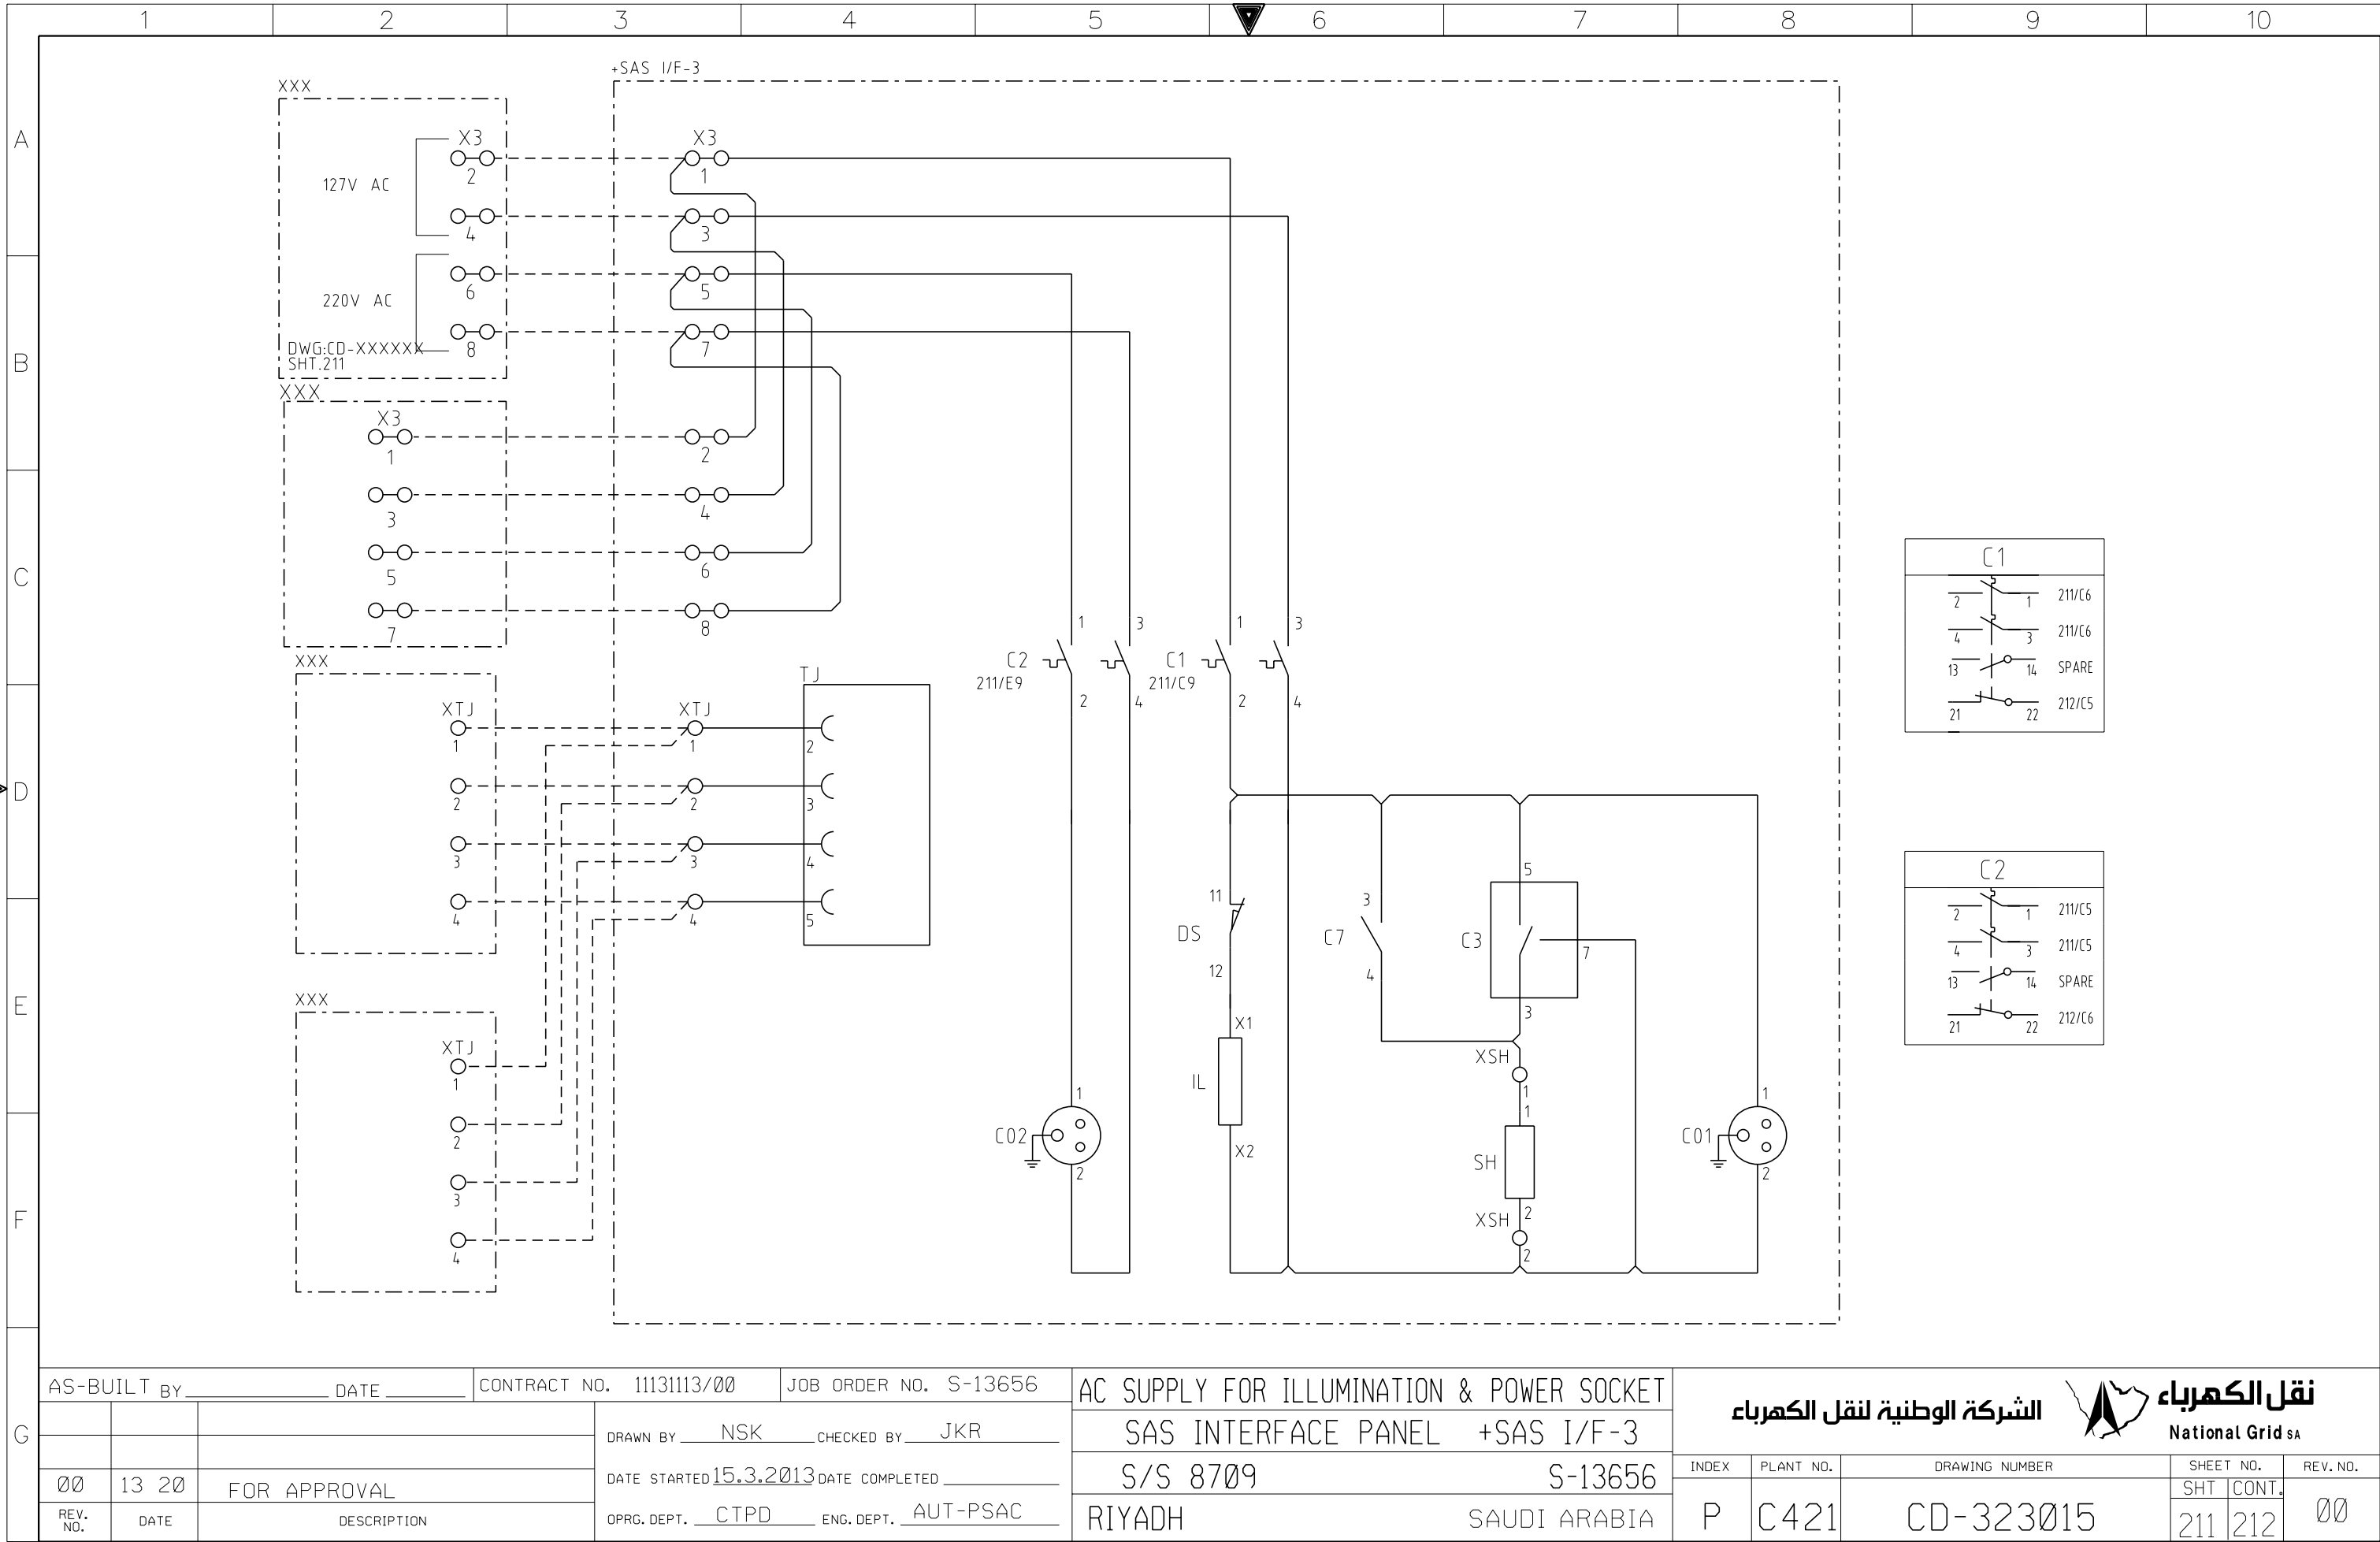 1 2 3 4 5 6 7 8 9 10
A
B
C
D
E
F
G
+SAS I/F-3
XXX
X3
127V AC
2
4
220V AC
6
8
DWG:CD-XXXXXX
SHT.211
X3
1
3
5
7
XXX
X3
1
3
5
7
2
4
6
8
XXX
XTJ
1
2
3
4
XTJ
1
2
3
4
TJ
2
3
4
5
XXX
XTJ
1
2
3
4
C2
211/E9
1
2
3
4
C1
211/C9
1
2
3
4
C02
1
2
DS
11
12
IL
X1
X2
C7
3
4
C3
5
7
3
XSH
1
1
SH
2
XSH
2
C01
1
2
C1
2 1 211/C6
4 3 211/C6
13 14 SPARE
21 22 212/C5
C2
2 1 211/C5
4 3 211/C5
13 14 SPARE
21 22 212/C6
AS-BUILT BY DATE
CONTRACT NO. 11131113/00
JOB ORDER NO. S-13656
DRAWN BY NSK CHECKED BY JKR
DATE STARTED 15.3.2013 DATE COMPLETED
OPRG. DEPT. CTPD ENG. DEPT. AUT-PSAC
00 13 20 FOR APPROVAL
REV. NO. DATE DESCRIPTION
AC SUPPLY FOR ILLUMINATION & POWER SOCKET
SAS INTERFACE PANEL +SAS I/F-3
S/S 8709 S-13656
RIYADH SAUDI ARABIA
الشركة الوطنية لنقل الكهرباء
نقل الكهرباء
National Grid SA
INDEX PLANT NO. DRAWING NUMBER SHEET NO. REV. NO.
SHT CONT.
P C421 CD-323015 211 212 00